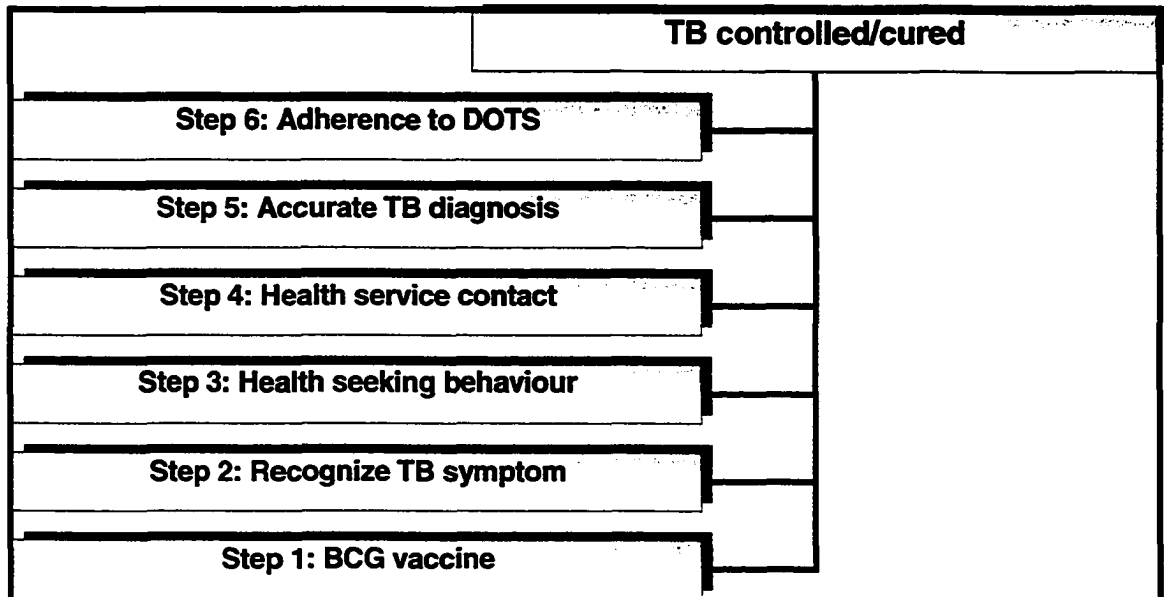 TB controlled/cured
Step 6: Adherence to DOTS
Step 5: Accurate TB diagnosis
Step 4: Health service contact
Step 3: Health seeking behaviour
Step 2: Recognize TB symptom
Step 1: BCG vaccine